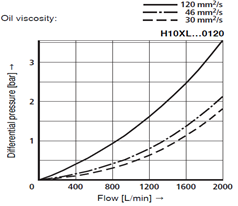 Oil viscosity:
120 mm²/s
46 mm²/s
30 mm²/s
H10XL...0120
Differential pressure [bar] →
3
2
1
0
400
800
1200
1600
2000
Flow [L/min] →